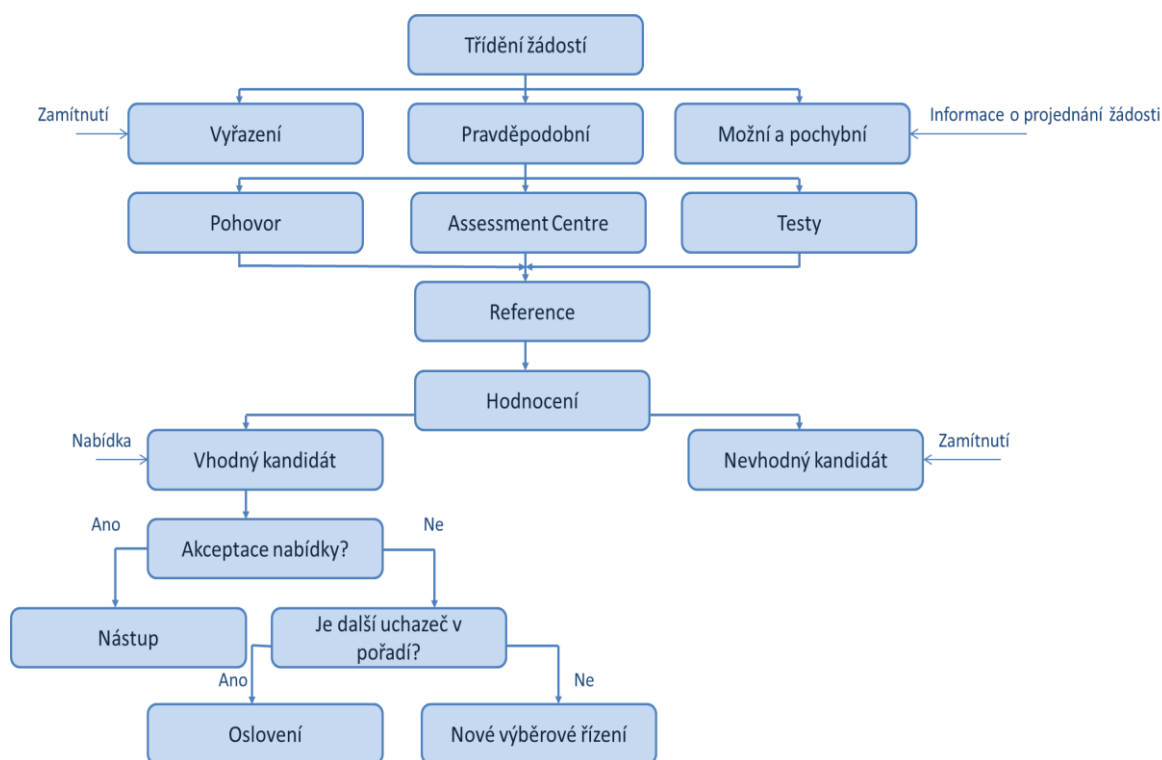 Třídění žádostí
Zamítnutí
Vyřazení
Pravděpodobní
Možní a pochybní
Informace o projednání žádosti
Pohovor
Assessment Centre
Testy
Reference
Hodnocení
Nabídka
Vhodný kandidát
Nevhodný kandidát
Zamítnutí
Ano
Akceptace nabídky?
Ne
Nástup
Je další uchazeč v
pořadí?
Ano
Ne
Oslovení
Nové výběrové řízení